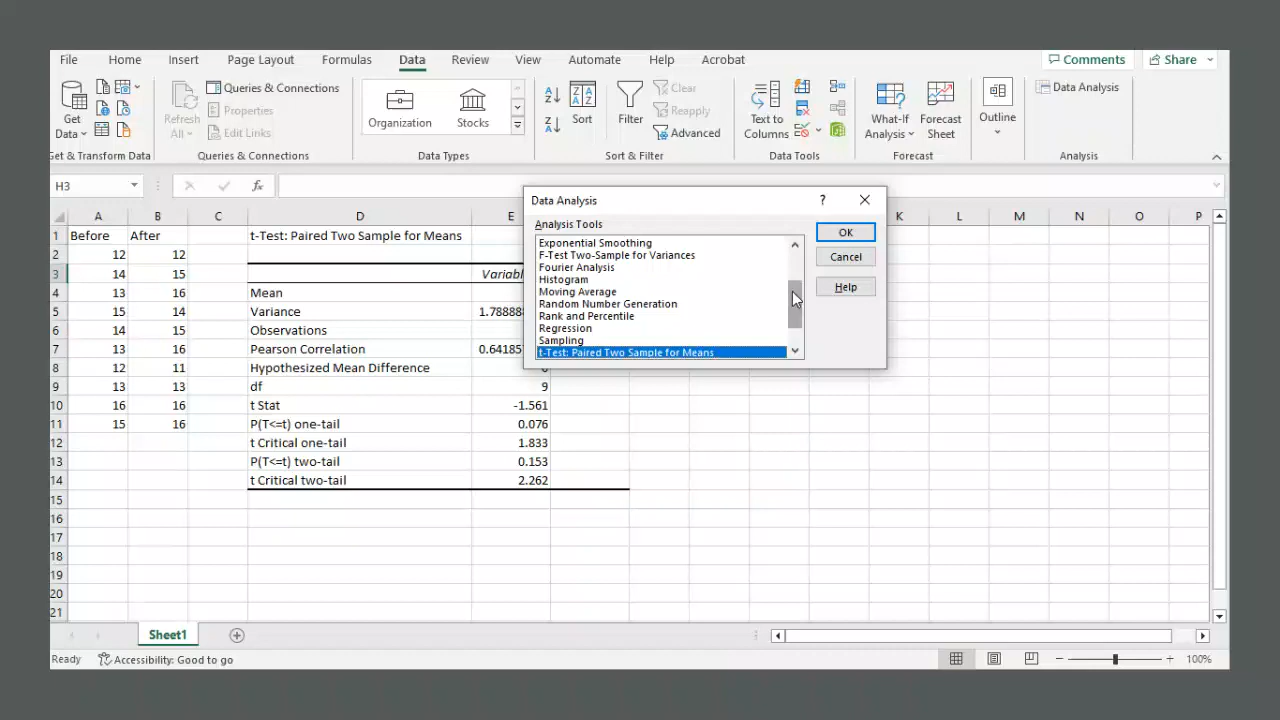 File Home Insert Page Layout Formulas Data Review View Automate Help Acrobat Comments Share
Get Data
Refresh All
Queries & Connections
Properties
Edit Links
Organization
Stocks
Sort
Filter
Clear
Reapply
Advanced
Text to Columns
What-If Analysis
Forecast Sheet
Outline
Data Analysis
et & Transform Data Queries & Connections Data Types Sort & Filter Data Tools Forecast Analysis
H3 fx
A B C D E K L M N O P
1 Before After t-Test: Paired Two Sample for Means
2 12 12
3 14 15 Variabl
4 13 16 Mean
5 15 14 Variance 1.78888
6 14 15 Observations
7 13 16 Pearson Correlation 0.64185
8 12 11 Hypothesized Mean Difference
9 13 13 df 9
10 16 16 t Stat -1.561
11 15 16 P(T<=t) one-tail 0.076
12 t Critical one-tail 1.833
13 P(T<=t) two-tail 0.153
14 t Critical two-tail 2.262
15
16
17
18
19
20
21
Data Analysis ?
Analysis Tools
Exponential Smoothing
F-Test Two-Sample for Variances
Fourier Analysis
Histogram
Moving Average
Random Number Generation
Rank and Percentile
Regression
Sampling
t-Test: Paired Two Sample for Means
OK
Cancel
Help
Sheet1
Ready Accessibility: Good to go 100%